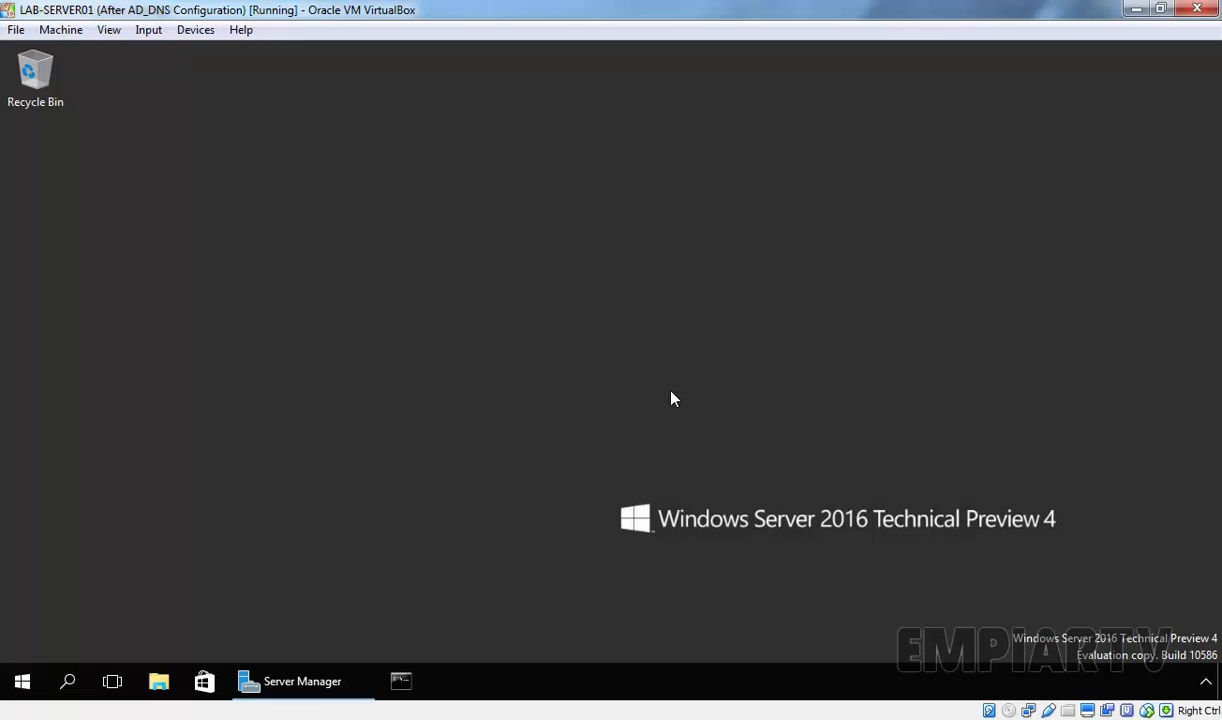 LAB-SERVER01 (After AD_DNS Configuration) [Running] - Oracle VM VirtualBox
File Machine View Input Devices Help
Recycle Bin
Windows Server 2016 Technical Preview 4
EMPIARTV
Windows Server 2016 Technical Preview 4
Evaluation copy. Build 10586
Server Manager
Right Ctrl